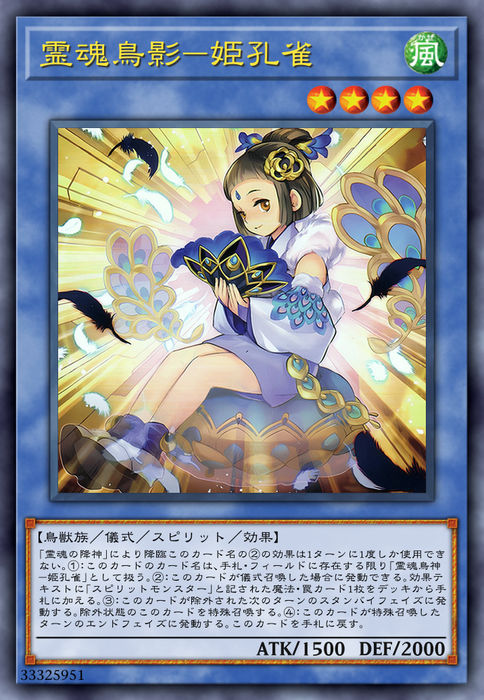 霊魂鳥影－姫孔雀
かぜ
風
【鳥獣族／儀式／スピリット／効果】
「霊魂の降神」により降臨このカード名の②の効果は1ターンに1度しか使用でき
ない。①：このカードのカード名は、手札・フィールドに存在する限り「霊魂鳥神
－姫孔雀」として扱う。②：このカードが儀式召喚した場合に発動できる。効果テ
キストに「スピリットモンスター」と記された魔法・罠カード1枚をデッキから手
札に加える。③：このカードが除外された次のターンのスタンバイフェイズに発
動する。除外状態のこのカードを特殊召喚する。④：このカードが特殊召喚した
ターンのエンドフェイズに発動する。このカードを手札に戻す。
ATK/1500 DEF/2000
33325951